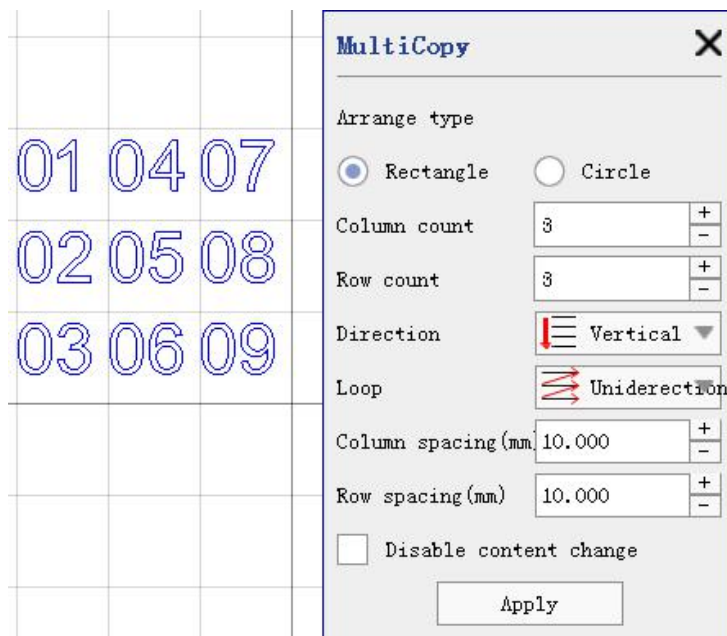 01 04 07
02 05 08
03 06 09
MultiCopy
Arrange type
Rectangle Circle
Column count 3 + -
Row count 3 + -
Direction Vertical
Loop Uniderection
Column spacing(mm 10.000 + -
Row spacing(mm) 10.000 + -
Disable content change
Apply